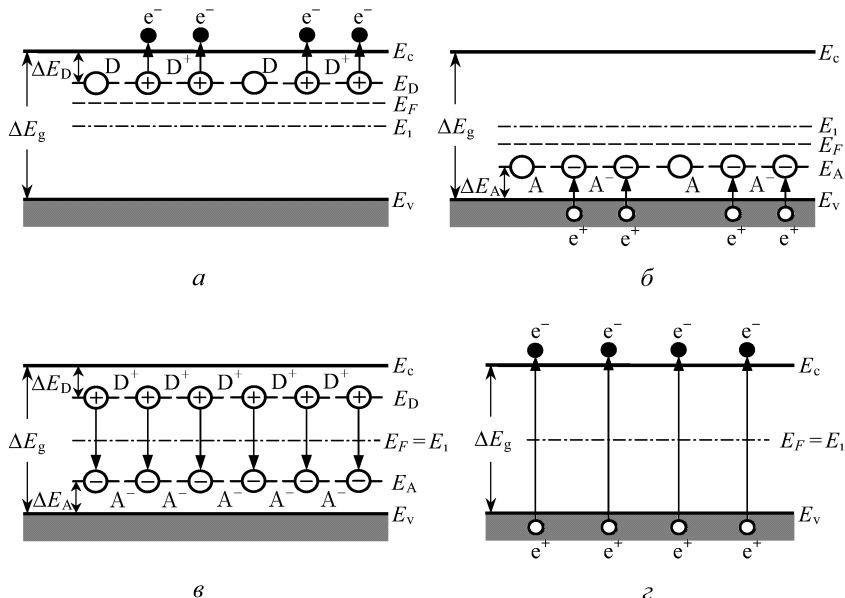 e⁻ e⁻ e⁻ e⁻
E_c E_c
ΔE_D D D⁺ D D⁺
E_D
E_F
ΔE_g E_i ΔE_g E_i
E_F
ΔE_A A A⁻ A A⁻ E_A
E_v E_v
e⁺ e⁺ e⁺ e⁺
а б
e⁻ e⁻ e⁻ e⁻
E_c E_c
ΔE_D D⁺ D⁺ D⁺ D⁺ D⁺
E_D
ΔE_g E_F = E_i ΔE_g E_F = E_i
E_A
ΔE_A A⁻ A⁻ A⁻ A⁻ A⁻
E_v E_v
e⁺ e⁺ e⁺ e⁺
в г